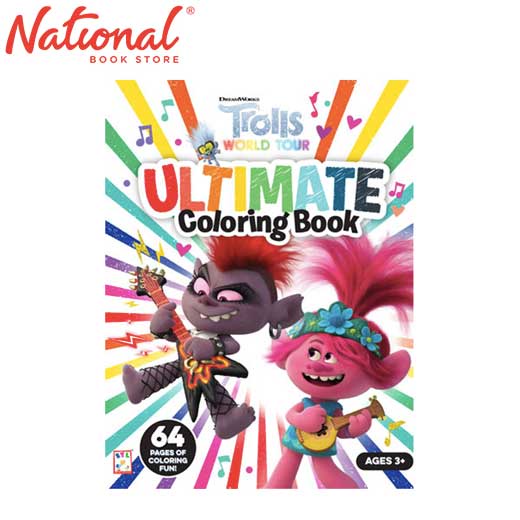 National®
BOOK STORE
DREAMWORKS
Trolls
WORLD TOUR
ULTIMATE
Coloring Book
64
PAGES OF
COLORING
FUN!
AGES 3+